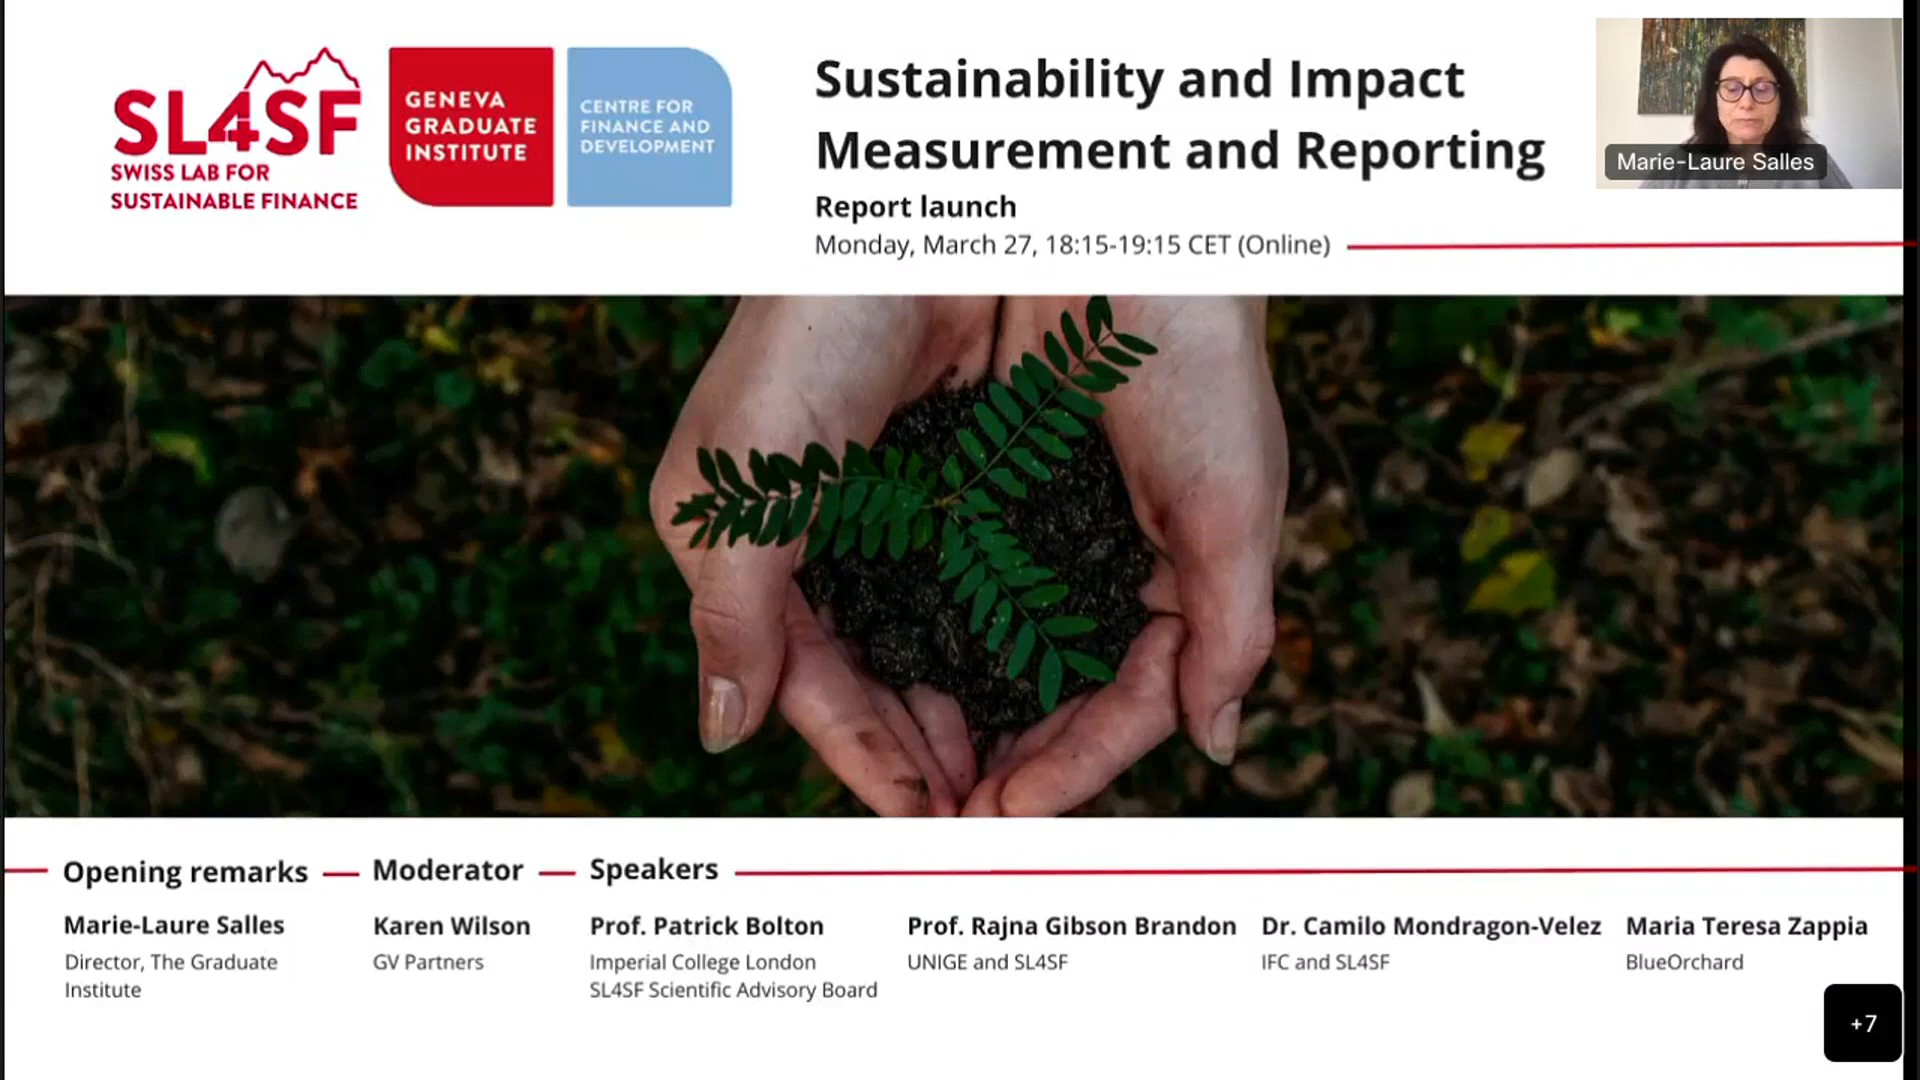 SL4SF
SWISS LAB FOR
SUSTAINABLE FINANCE
GENEVA
GRADUATE
INSTITUTE
CENTRE FOR
FINANCE AND
DEVELOPMENT
Sustainability and Impact
Measurement and Reporting
Report launch
Monday, March 27, 18:15-19:15 CET (Online)
Marie-Laure Salles
Opening remarks
Marie-Laure Salles
Director, The Graduate
Institute
Moderator
Karen Wilson
GV Partners
Speakers
Prof. Patrick Bolton
Imperial College London
SL4SF Scientific Advisory Board
Prof. Rajna Gibson Brandon
UNIGE and SL4SF
Dr. Camilo Mondragon-Velez
IFC and SL4SF
Maria Teresa Zappia
BlueOrchard
+7